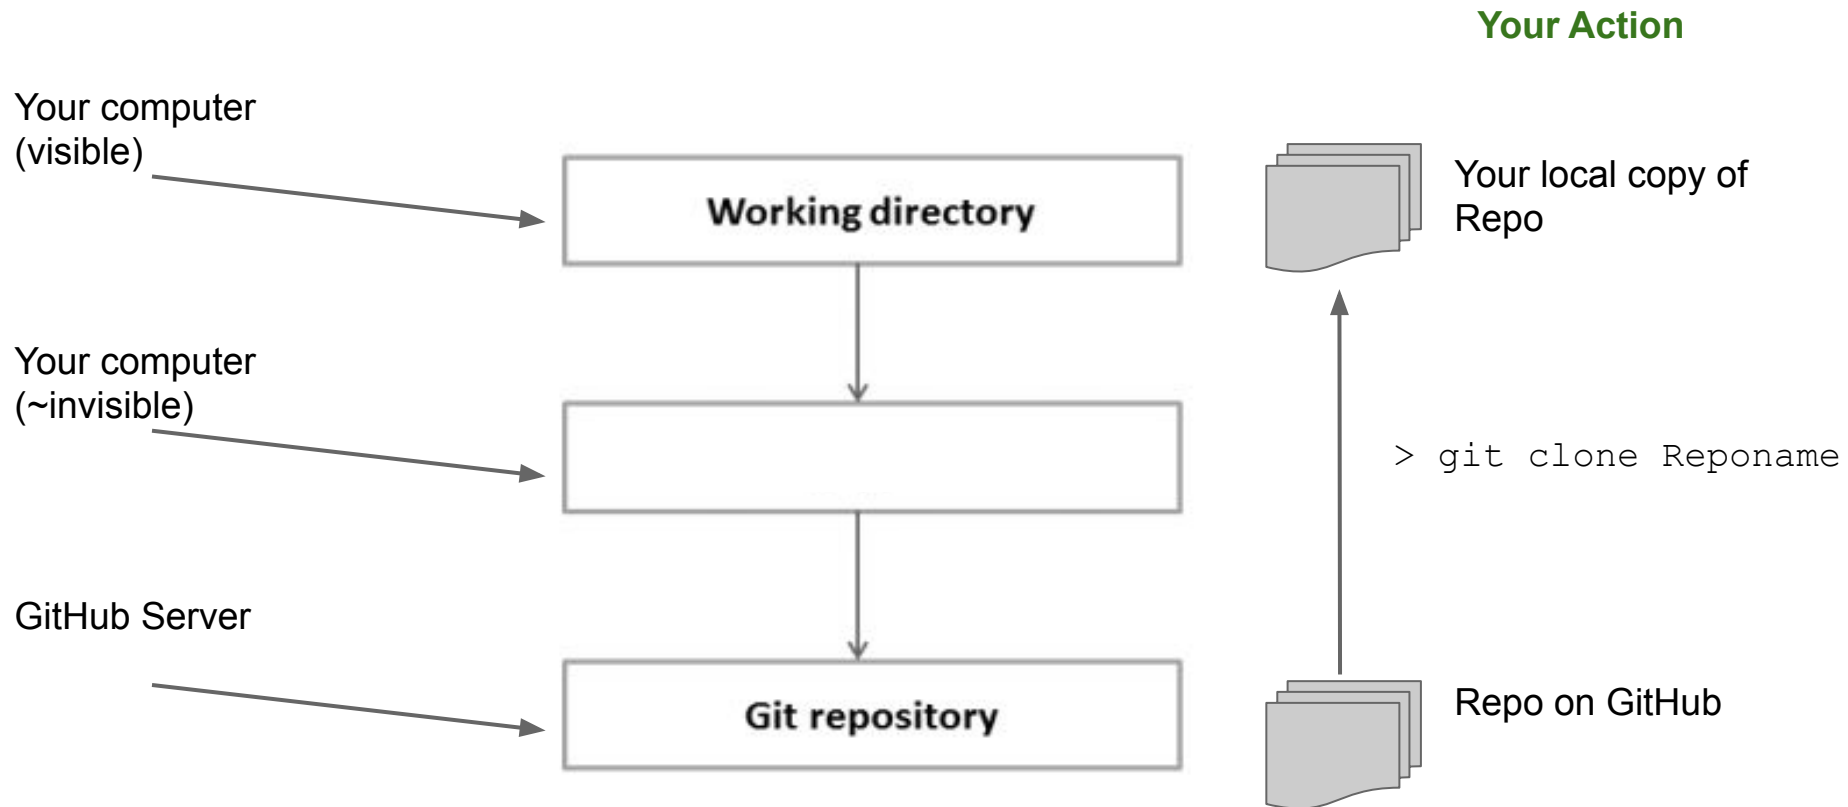 Your Action
Your computer
(visible)
Working directory
Your local copy of
Repo
Your computer
(~invisible)
> git clone Reponame
GitHub Server
Git repository
Repo on GitHub